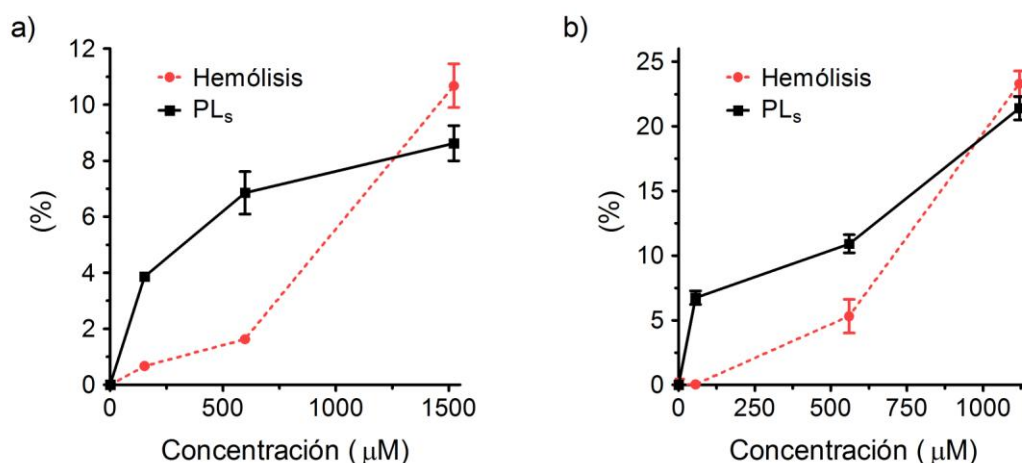 a)
12
10
8
6
4
2
0
(%)
Hemólisis
PLs
0 500 1000 1500
Concentración ( μM)
b)
25
20
15
10
5
0
(%)
Hemólisis
PLs
0 250 500 750 1000
Concentración ( μM)